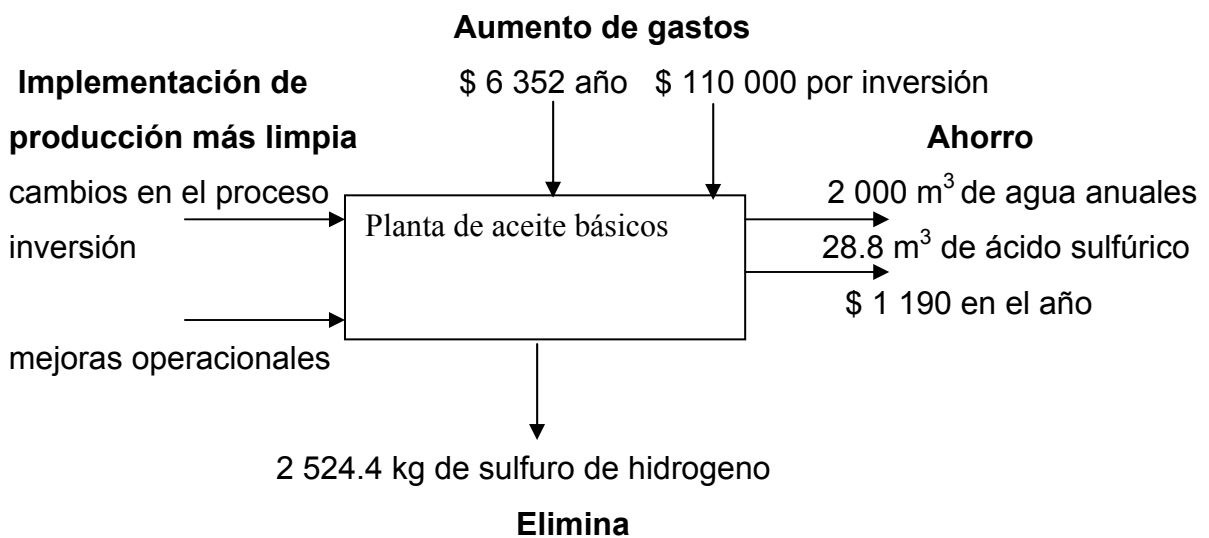 Aumento de gastos
Implementación de
producción más limpia
cambios en el proceso
inversión
mejoras operacionales
$ 6 352 año $ 110 000 por inversión
Planta de aceite básicos
Ahorro
2 000 m³ de agua anuales
28.8 m³ de ácido sulfúrico
$ 1 190 en el año
2 524.4 kg de sulfuro de hidrogeno
Elimina